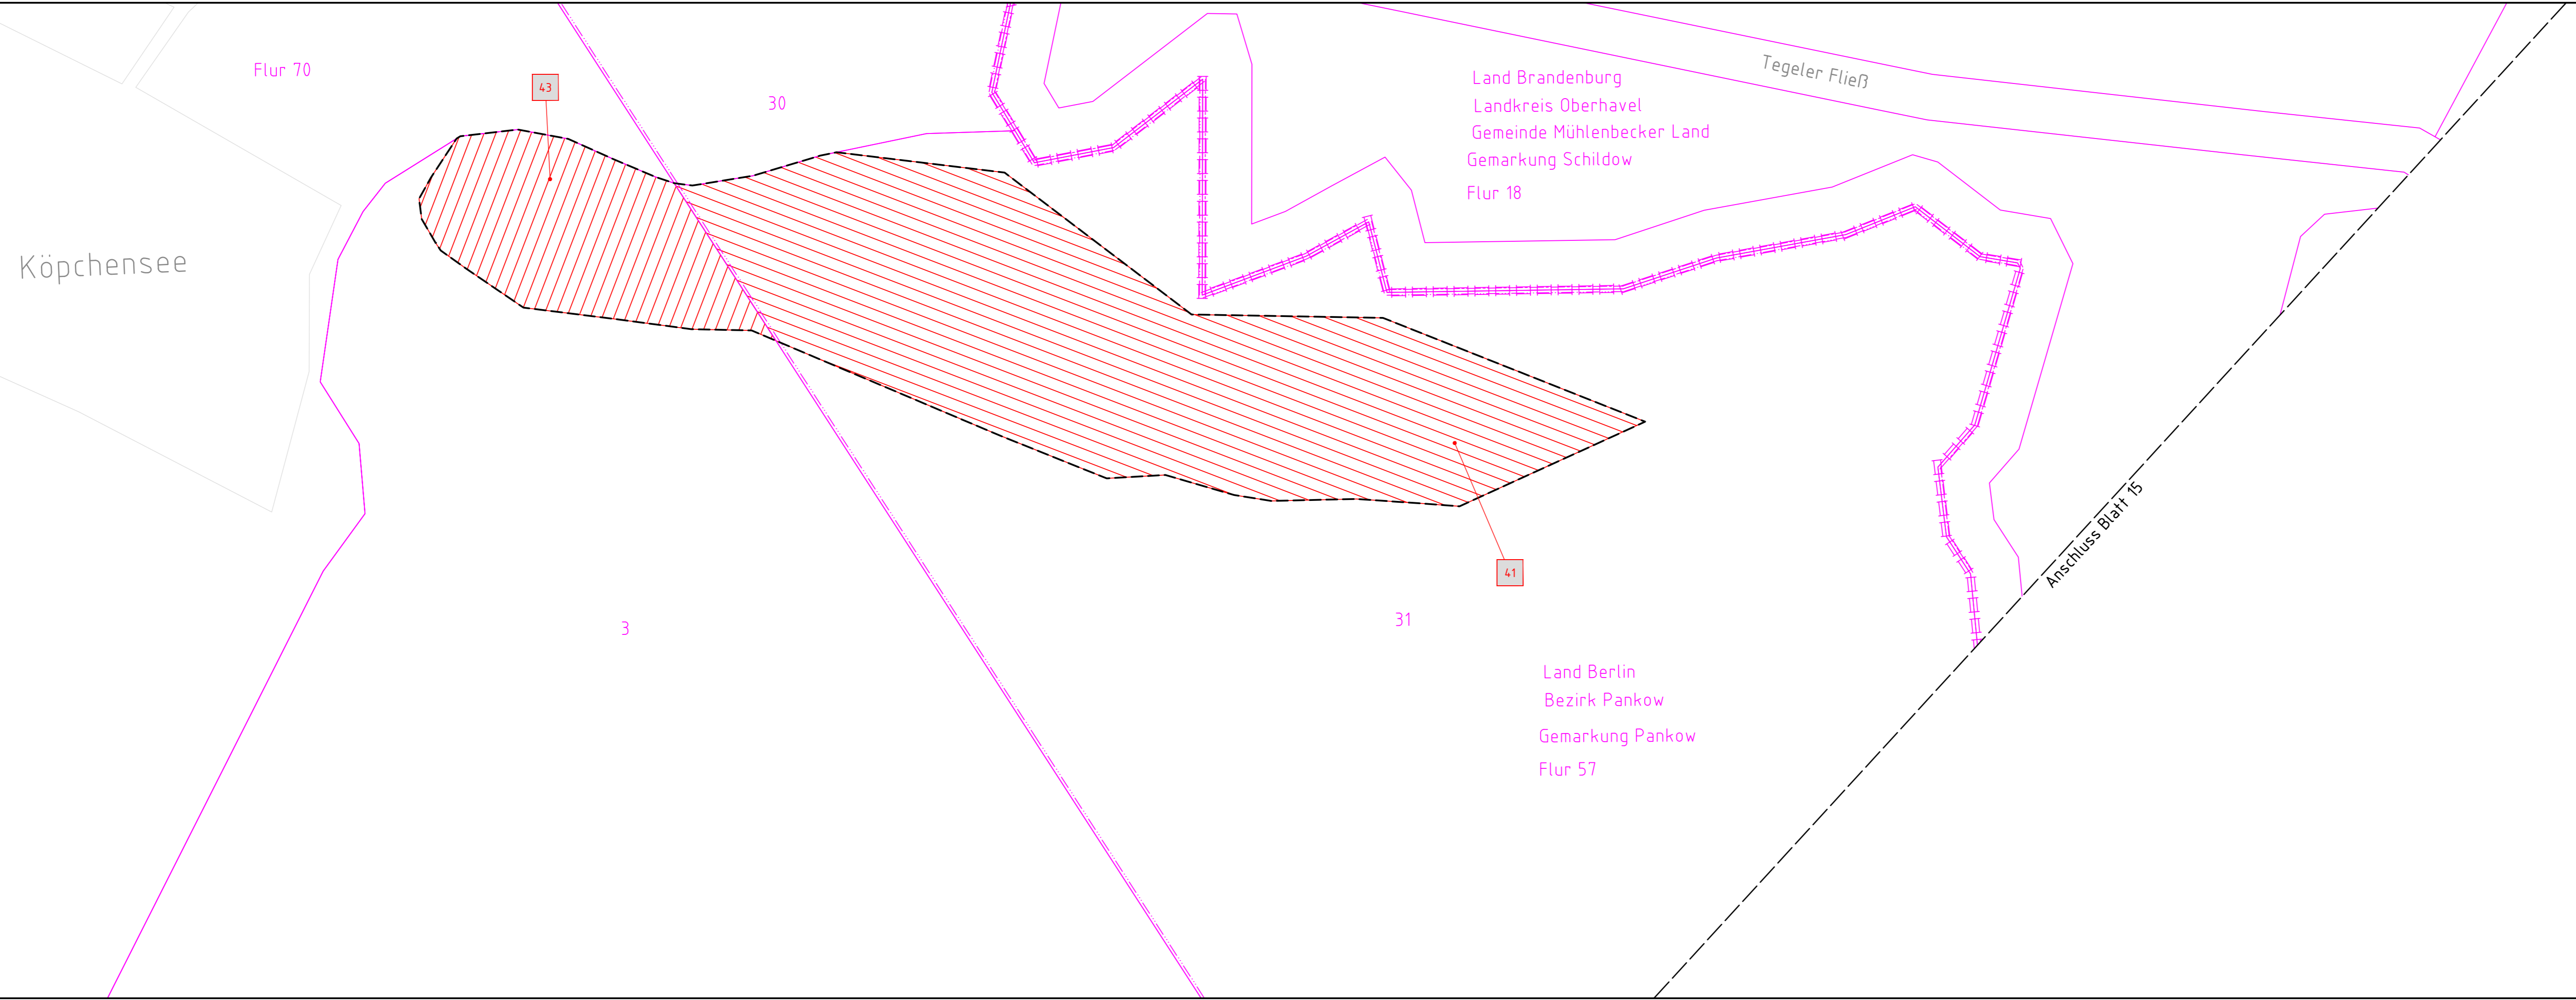 Flur 70
43
30
Land Brandenburg
Landkreis Oberhavel
Gemeinde Mühlenbecker Land
Gemarkung Schildow
Flur 18
Tegeler Fließ
Köpchensee
Anschluss Blatt 15
41
3
31
Land Berlin
Bezirk Pankow
Gemarkung Pankow
Flur 57